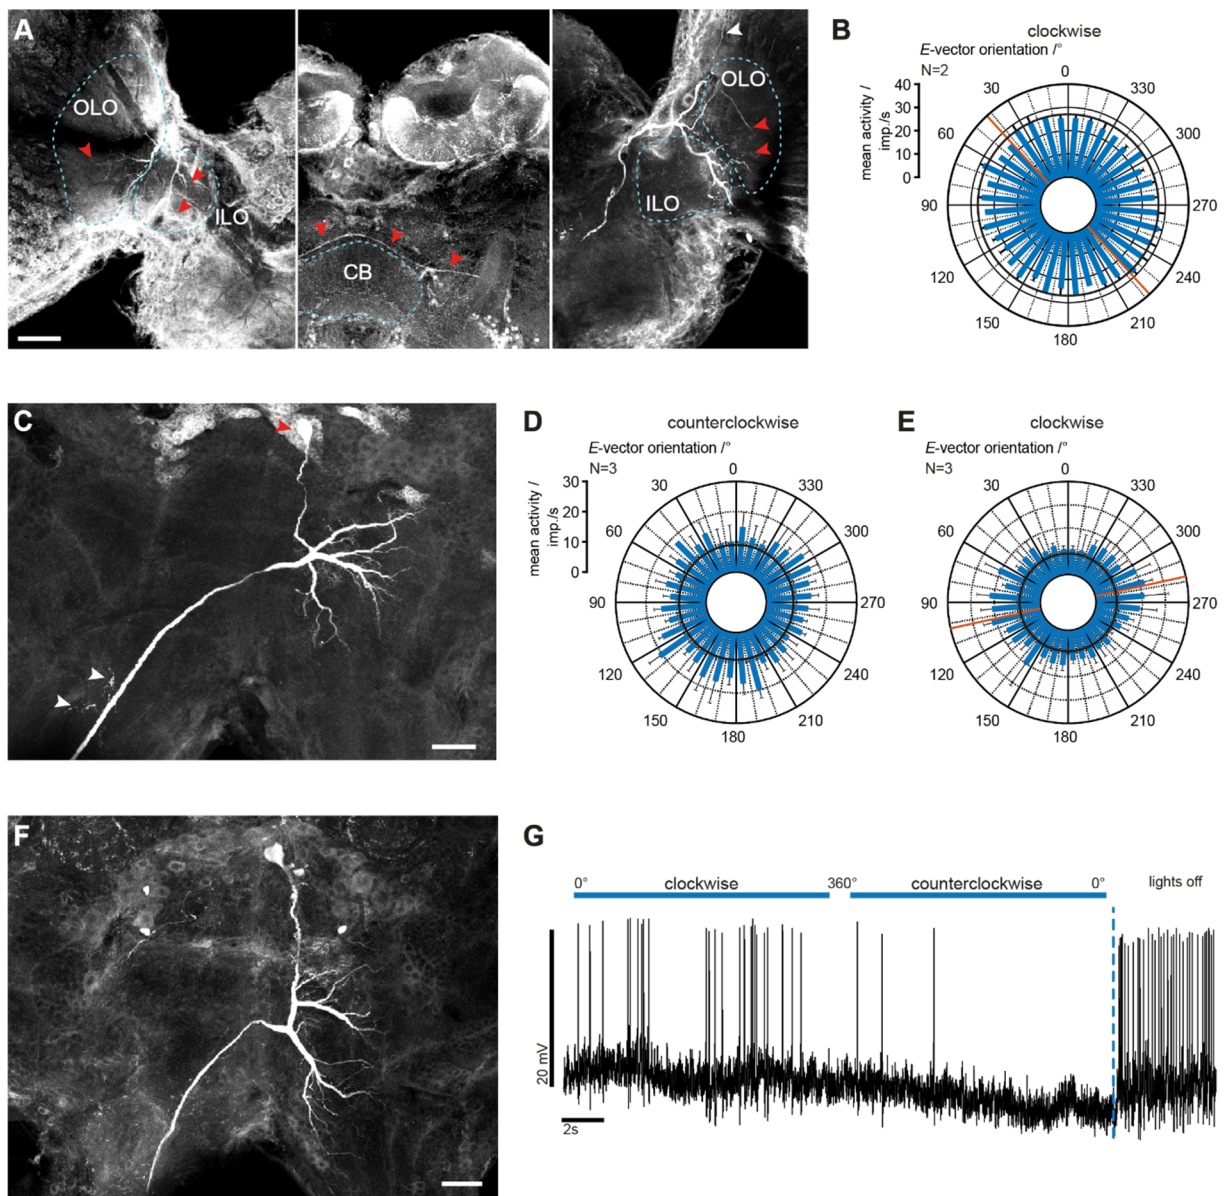 A
OLO
ILO
CB
OLO
ILO
B
clockwise
E-vector orientation /°
N=2
mean activity /
imp./s
40
30
20
10
0
0
330
300
270
240
210
180
150
120
90
60
30
C
D
counterclockwise
E-vector orientation /°
N=3
mean activity /
imp./s
30
20
10
0
0
330
300
270
240
210
180
150
120
90
60
30
E
clockwise
E-vector orientation /°
N=3
0
330
300
270
240
210
180
150
120
90
60
30
F
G
0° clockwise 360° counterclockwise 0° lights off
20 mV
2s